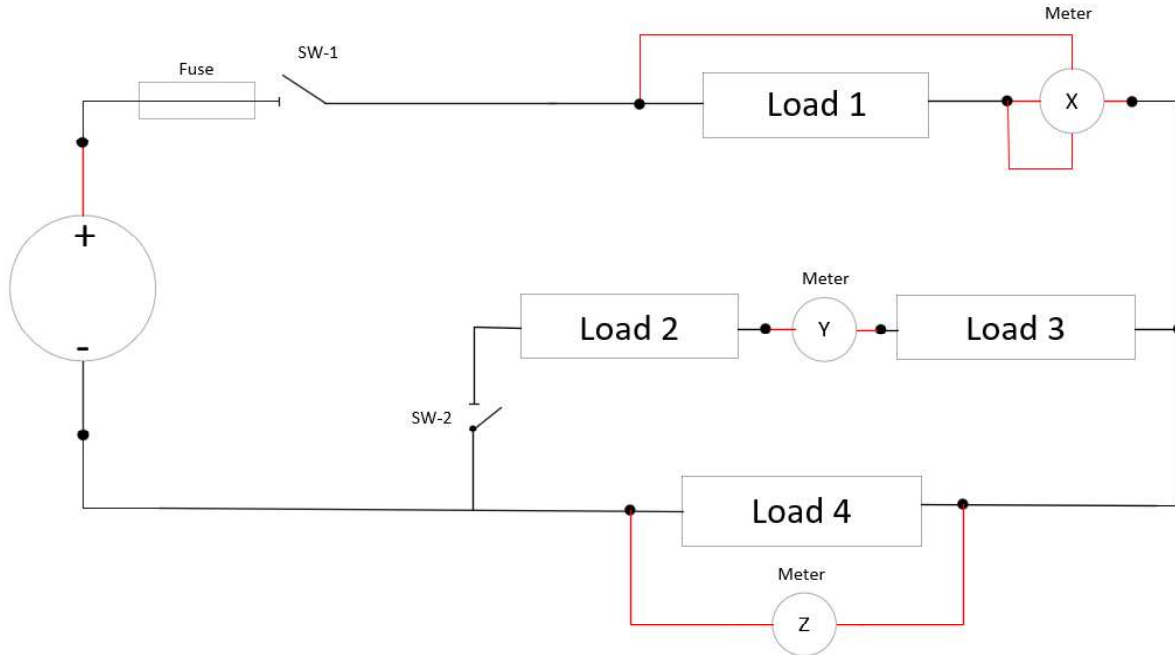 Meter
SW-1
Fuse
Load 1
X
+
Meter
Load 2
Y
Load 3
-
SW-2
Load 4
Meter
Z